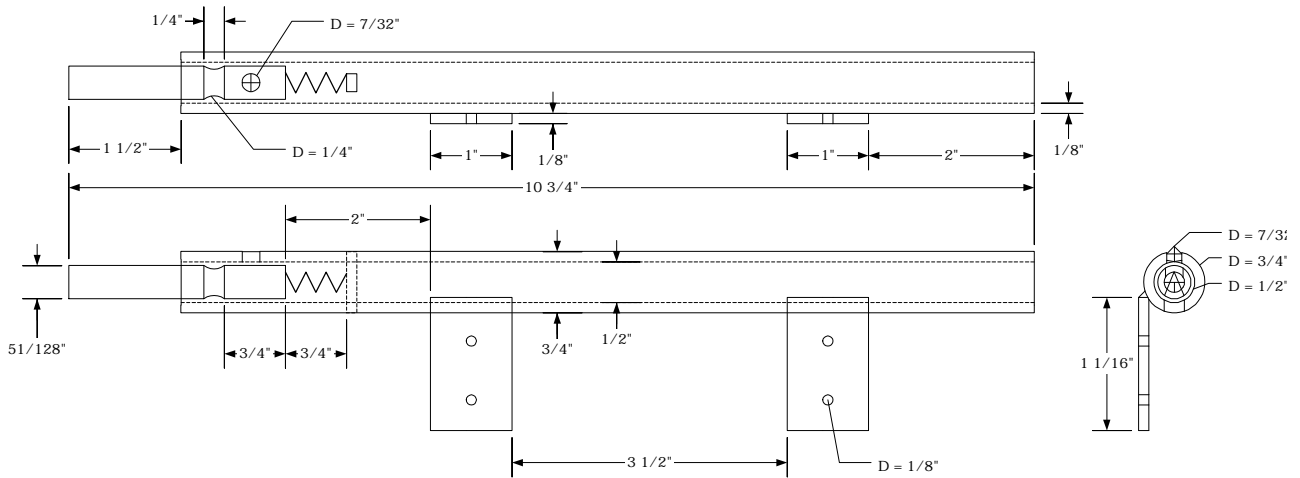 1/4"
D = 7/32"
1 1/2"
D = 1/4"
1"
1/8"
1"
2"
1/8"
10 3/4"
2"
D = 7/32
D = 3/4"
D = 1/2"
51/128"
3/4"
3/4"
3/4"
1/2"
1 1/16"
3 1/2"
D = 1/8"